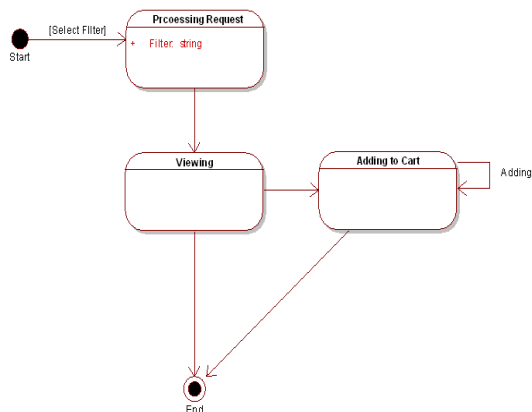 Prcoessing Request
[Select FIlter]
+ Filter: string
Start
Viewing
Adding to Cart
Adding
End